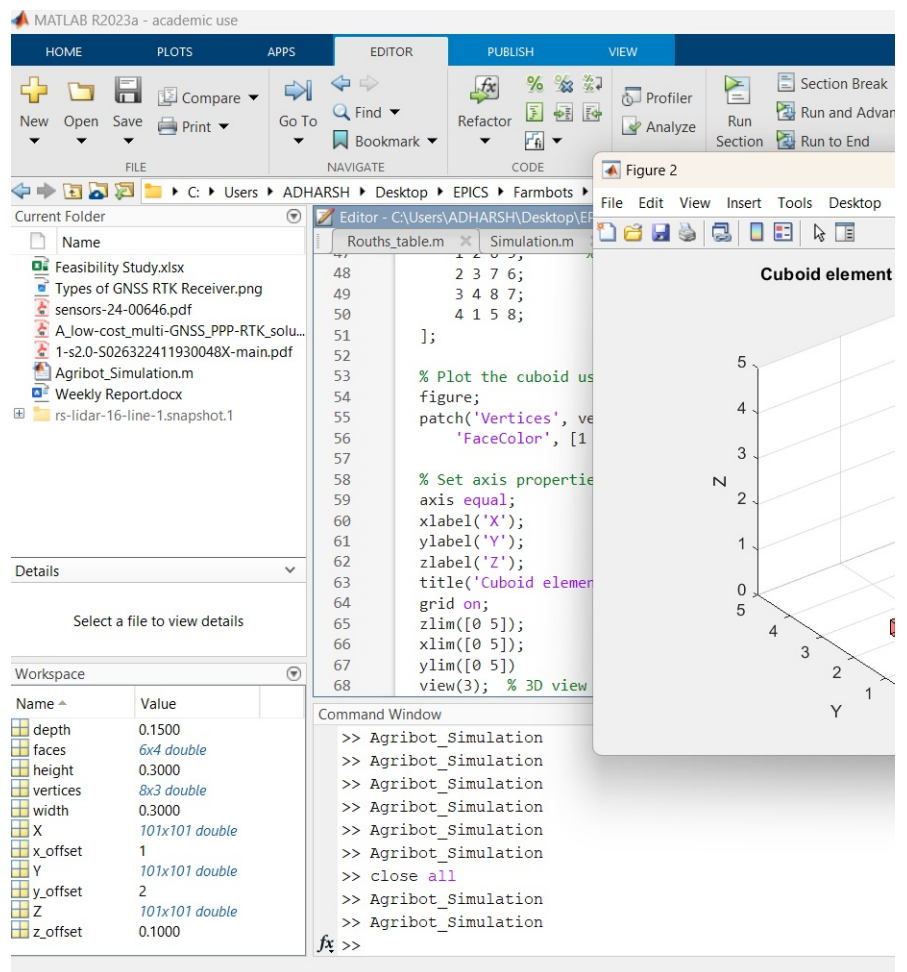 MATLAB R2023a - academic use
HOME PLOTS APPS EDITOR PUBLISH VIEW
New Open Save Compare Print
FILE
Go To Find Bookmark
NAVIGATE
Refactor
CODE
Profiler
Analyze
Run Section
Section Break
Run and Advan
Run to End
C: Users ADHARSH Desktop EPICS Farmbots
Current Folder
Name
Feasibility Study.xlsx
Types of GNSS RTK Receiver.png
sensors-24-00646.pdf
A_low-cost_multi-GNSS_PPP-RTK_solu...
1-s2.0-S026322411930048X-main.pdf
Agribot_Simulation.m
Weekly Report.docx
rs-lidar-16-line-1.snapshot.1
Details
Select a file to view details
Workspace
Name Value
depth 0.1500
faces 6x4 double
height 0.3000
vertices 8x3 double
width 0.3000
X 101x101 double
x_offset 1
Y 101x101 double
y_offset 2
Z 101x101 double
z_offset 0.1000
Editor - C:\Users\ADHARSH\Desktop\EP
Rouths_table.m Simulation.m
48 2 3 7 6;
49 3 4 8 7;
50 4 1 5 8;
51 ];
52
53 % Plot the cuboid us
54 figure;
55 patch('Vertices', ve
56 'FaceColor', [1
57
58 % Set axis propertie
59 axis equal;
60 xlabel('X');
61 ylabel('Y');
62 zlabel('Z');
63 title('Cuboid elemen
64 grid on;
65 zlim([0 5]);
66 xlim([0 5]);
67 ylim([0 5])
68 view(3); % 3D view
Command Window
>> Agribot_Simulation
>> Agribot_Simulation
>> Agribot_Simulation
>> Agribot_Simulation
>> Agribot_Simulation
>> Agribot_Simulation
>> close all
>> Agribot_Simulation
>> Agribot_Simulation
fx >>
Figure 2
File Edit View Insert Tools Desktop
Cuboid element
5
4
3
2
1
0
Z
5
4
3
2
1
Y